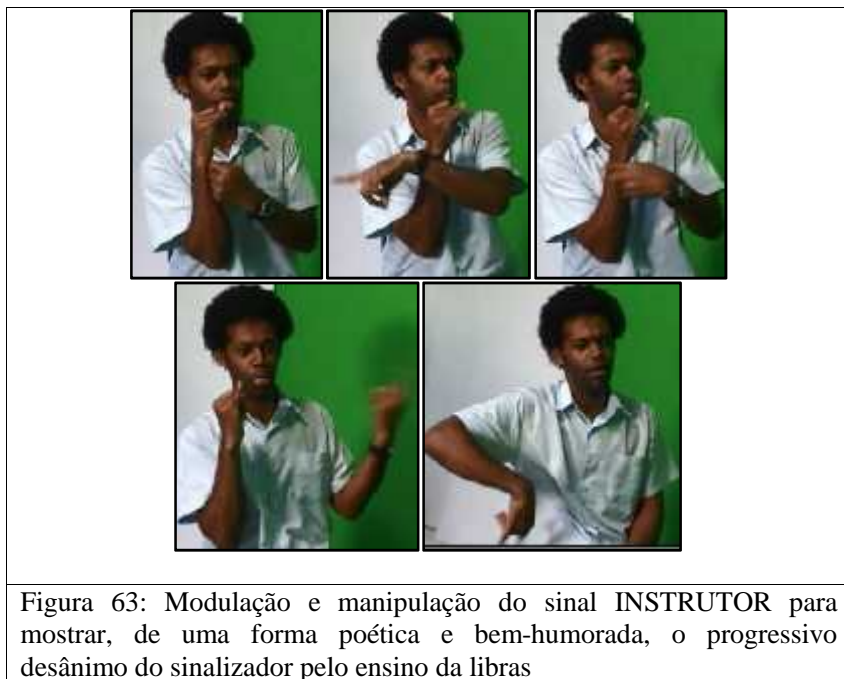 Figura 63: Modulação e manipulação do sinal INSTRUTOR para
mostrar, de uma forma poética e bem-humorada, o progressivo
desânimo do sinalizador pelo ensino da libras